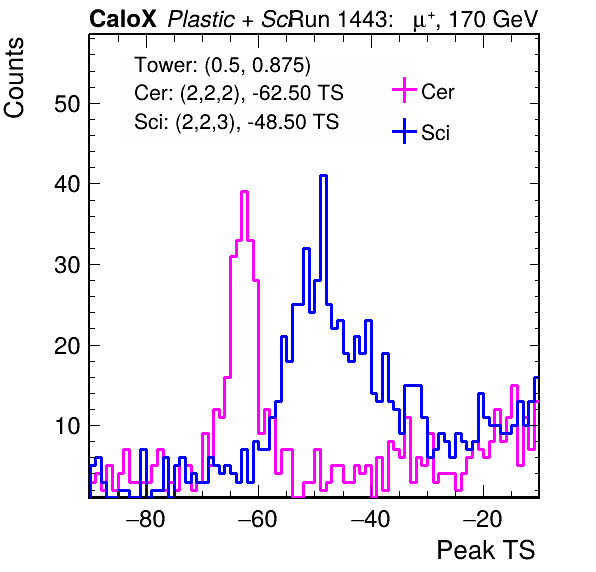 CaloX Plastic + Sci Run 1443: μ⁺, 170 GeV
Counts
Tower: (0.5, 0.875)
Cer: (2,2,2), -62.50 TS
Sci: (2,2,3), -48.50 TS
Cer
Sci
50
40
30
20
10
−80 −60 −40 −20
Peak TS